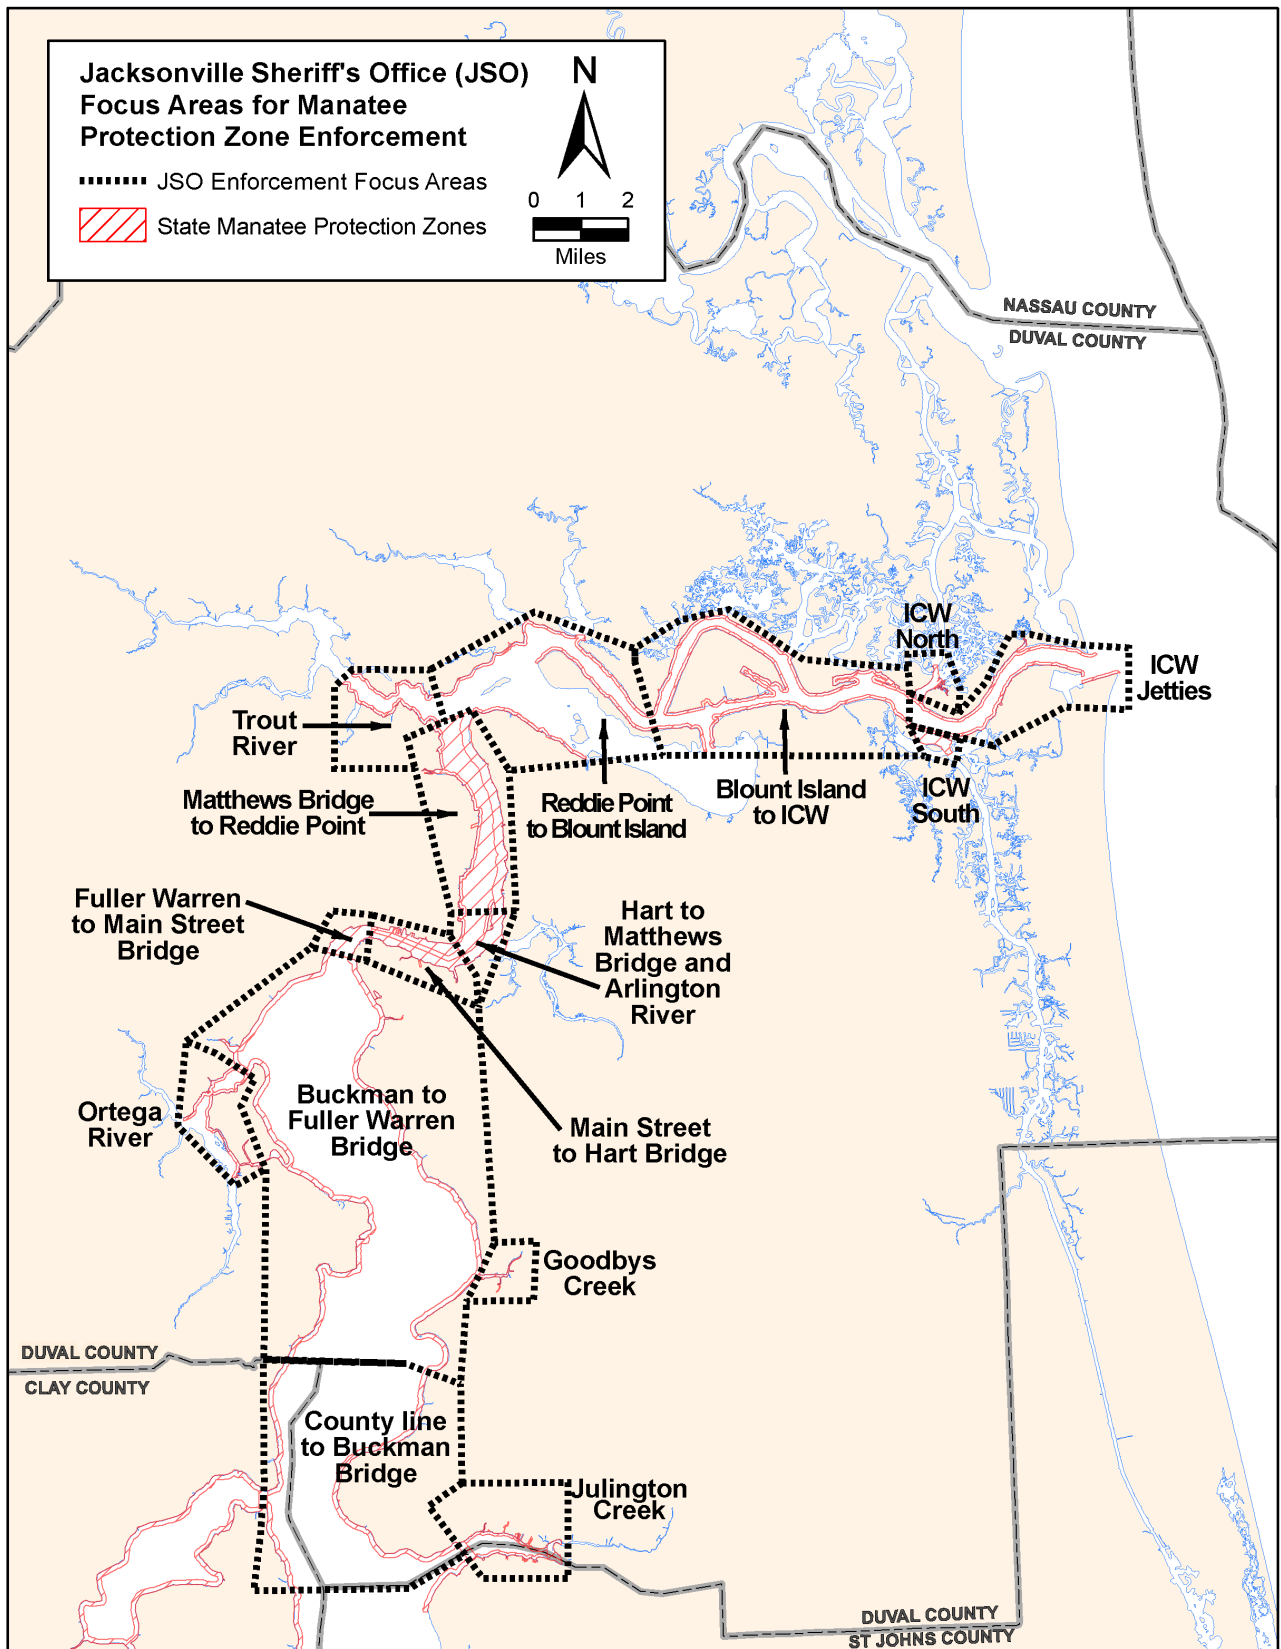 Jacksonville Sheriff's Office (JSO)
Focus Areas for Manatee
Protection Zone Enforcement
JSO Enforcement Focus Areas
State Manatee Protection Zones
N
0 1 2
Miles
NASSAU COUNTY
DUVAL COUNTY
ICW
North
ICW
Jetties
Trout
River
Matthews Bridge
to Reddie Point
Reddie Point
to Blount Island
Blount Island
to ICW
ICW
South
Fuller Warren
to Main Street
Bridge
Hart to
Matthews
Bridge and
Arlington
River
Ortega
River
Buckman to
Fuller Warren
Bridge
Main Street
to Hart Bridge
Goodbys
Creek
DUVAL COUNTY
CLAY COUNTY
County line
to Buckman
Bridge
Julington
Creek
DUVAL COUNTY
ST JOHNS COUNTY